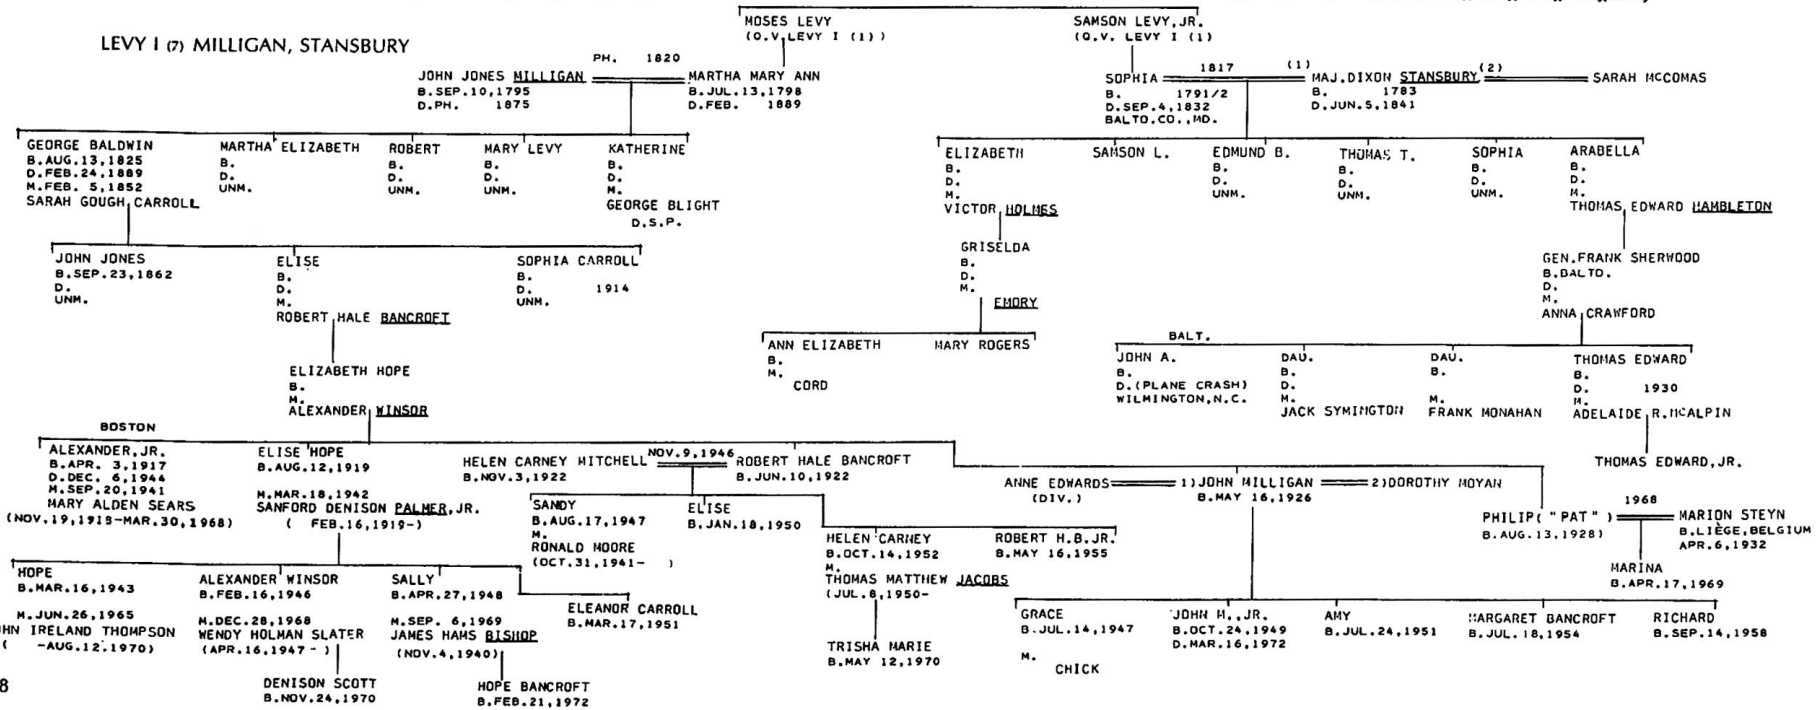 MOSES LEVY
(Q.V. LEVY I (1))
SAMSON LEVY, JR.
(Q.V. LEVY I (1)
LEVY I (7) MILLIGAN, STANSBURY
PH. 1820
JOHN JONES MILLIGAN
B.SEP.10,1795
D.PH. 1875
MARTHA MARY ANN
B.JUL.13,1798
D.FEB. 1889
1817
SOPHIA
B. 1791/2
D.SEP.4,1832
BALTO.CO.,MD.
(1)
MAJ.DIXON STANSBURY
B. 1783
D.JUN.5,1841
(2)
SARAH MCCOMAS
GEORGE BALDWIN
B.AUG.13,1825
D.FEB.24,1889
M.FEB. 5,1852
SARAH GOUGH CARROLL
MARTHA ELIZABETH
B.
D.
UNM.
ROBERT
B.
D.
UNM.
MARY LEVY
B.
D.
UNM.
KATHERINE
B.
D.
M.
GEORGE BLIGHT
D.S.P.
ELIZABETH
B.
D.
M.
VICTOR HOLMES
SAMSON L.
EDMUND B.
B.
D.
UNM.
THOMAS T.
B.
D.
UNM.
SOPHIA
B.
D.
UNM.
ARABELLA
B.
D.
M.
THOMAS EDWARD HAMBLETON
JOHN JONES
B.SEP.23,1862
D.
UNM.
ELISE
B.
D.
M.
ROBERT HALE BANCROFT
SOPHIA CARROLL
B.
D. 1914
UNM.
GRISELDA
B.
D.
M.
EMORY
GEN.FRANK SHERWOOD
B.BALTO.
D.
M.
ANNA CRAWFORD
ELIZABETH HOPE
B.
M.
ALEXANDER WINSOR
ANN ELIZABETH
B.
M.
CORD
MARY ROGERS
BALT.
JOHN A.
B.
D.(PLANE CRASH)
WILMINGTON,N.C.
DAU.
B.
D.
M.
JACK SYMINGTON
DAU.
B.
M.
FRANK MONAHAN
THOMAS EDWARD
B.
D. 1930
M.
ADELAIDE R.MCALPIN
THOMAS EDWARD,JR.
BOSTON
ALEXANDER,JR.
B.APR. 3,1917
D.DEC. 6,1944
M.SEP.20,1941
MARY ALDEN SEARS
(NOV.19,1915-MAR.30,1968)
ELISE HOPE
B.AUG.12,1919
M.MAR.18,1942
SANFORD DENISON PALMER,JR.
( FEB.16,1919-)
HELEN CARNEY MITCHELL
B.NOV.3,1922
NOV.9,1946
ROBERT HALE BANCROFT
B.JUN.10,1922
ANNE EDWARDS
(DIV.)
1)JOHN MILLIGAN
B.MAY 16,1926
2)DOROTHY MOYAN
PHILIP("PAT")
B.AUG.13,1928)
1968
MARION STEYN
B.LIÈGE,BELGIUM
APR.6,1932
MARINA
B.APR.17,1969
SANDY
B.AUG.17,1947
M.
RONALD MOORE
(OCT.31,1941- )
ELISE
B.JAN.18,1950
HELEN CARNEY
B.OCT.14,1952
M.
THOMAS MATTHEW JACOBS
(JUL.8,1950-
ROBERT H.B.JR.
B.MAY 16,1955
HOPE
B.MAR.16,1943
M.JUN.26,1965
HN IRELAND THOMPSON
( -AUG.12,1970)
ALEXANDER WINSOR
B.FEB.16,1946
M.DEC.28,1968
WENDY HOLMAN SLATER
(APR.16,1947 - )
SALLY
B.APR.27,1948
M.SEP. 6,1969
JAMES HAMS BISHOP
(NOV.4,1940)
ELEANOR CARROLL
B.MAR.17,1951
TRISHA MARIE
B.MAY 12,1970
GRACE
B.JUL.14,1947
M.
CHICK
JOHN M.,JR.
B.OCT.24,1949
D.MAR.16,1972
AMY
B.JUL.24,1951
MARGARET BANCROFT
B.JUL.18,1954
RICHARD
B.SEP.14,1958
DENISON SCOTT
B.NOV.24,1970
HOPE BANCROFT
B.FEB.21,1972
8